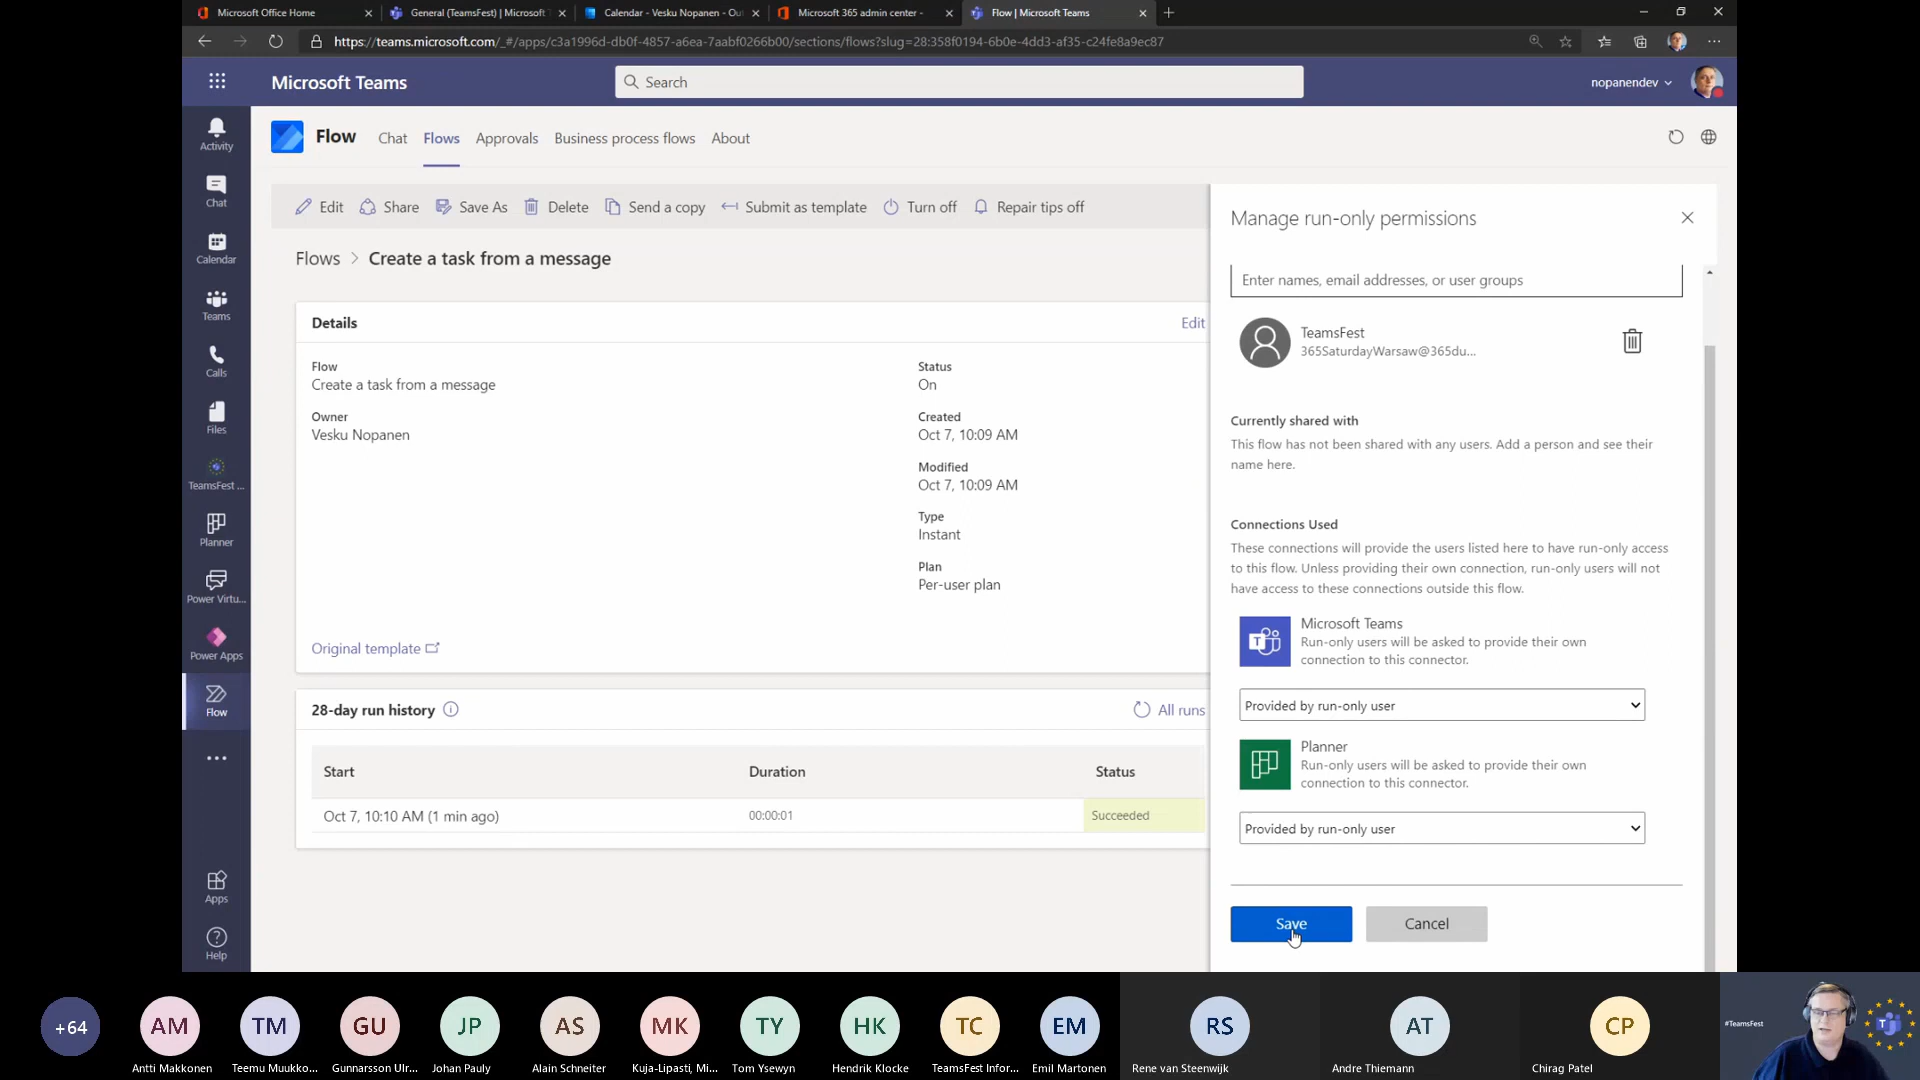 Microsoft Office Home
General (TeamsFest) | Microsoft
Calendar - Vesku Nopanen - Out
Microsoft 365 admin center -
Flow | Microsoft Teams
https://teams.microsoft.com/_#/apps/c3a1996d-db0f-4857-a6ea-7aabf0266b00/sections/flows?slug=28:358f0194-6b0e-4dd3-af35-c24fe8a9ec87
Microsoft Teams
Search
nopanendev
Activity
Chat
Calendar
Teams
Calls
Files
TeamsFest ...
Planner
Power Virtu...
Power Apps
Flow
Apps
Help
Flow
Chat
Flows
Approvals
Business process flows
About
Edit
Share
Save As
Delete
Send a copy
Submit as template
Turn off
Repair tips off
Flows > Create a task from a message
Details
Edit
Flow
Create a task from a message
Owner
Vesku Nopanen
Status
On
Created
Oct 7, 10:09 AM
Modified
Oct 7, 10:09 AM
Type
Instant
Plan
Per-user plan
Original template
28-day run history
All runs
Start
Duration
Status
Oct 7, 10:10 AM (1 min ago)
00:00:01
Succeeded
Manage run-only permissions
Enter names, email addresses, or user groups
TeamsFest
365SaturdayWarsaw@365du...
Currently shared with
This flow has not been shared with any users. Add a person and see their
name here.
Connections Used
These connections will provide the users listed here to have run-only access
to this flow. Unless providing their own connection, run-only users will not
have access to these connections outside this flow.
Microsoft Teams
Run-only users will be asked to provide their own
connection to this connector.
Provided by run-only user
Planner
Run-only users will be asked to provide their own
connection to this connector.
Provided by run-only user
Save
Cancel
+64
AM
TM
GU
JP
AS
MK
TY
HK
TC
EM
RS
AT
CP
Antti Makkonen
Teemu Muukko...
Gunnarsson Ulr...
Johan Pauly
Alain Schneiter
Kuja-Lipasti, Mi...
Tom Ysewyn
Hendrik Klocke
TeamsFest Infor...
Emil Martonen
Rene van Steenwijk
Andre Thiemann
Chirag Patel
#TeamsFest